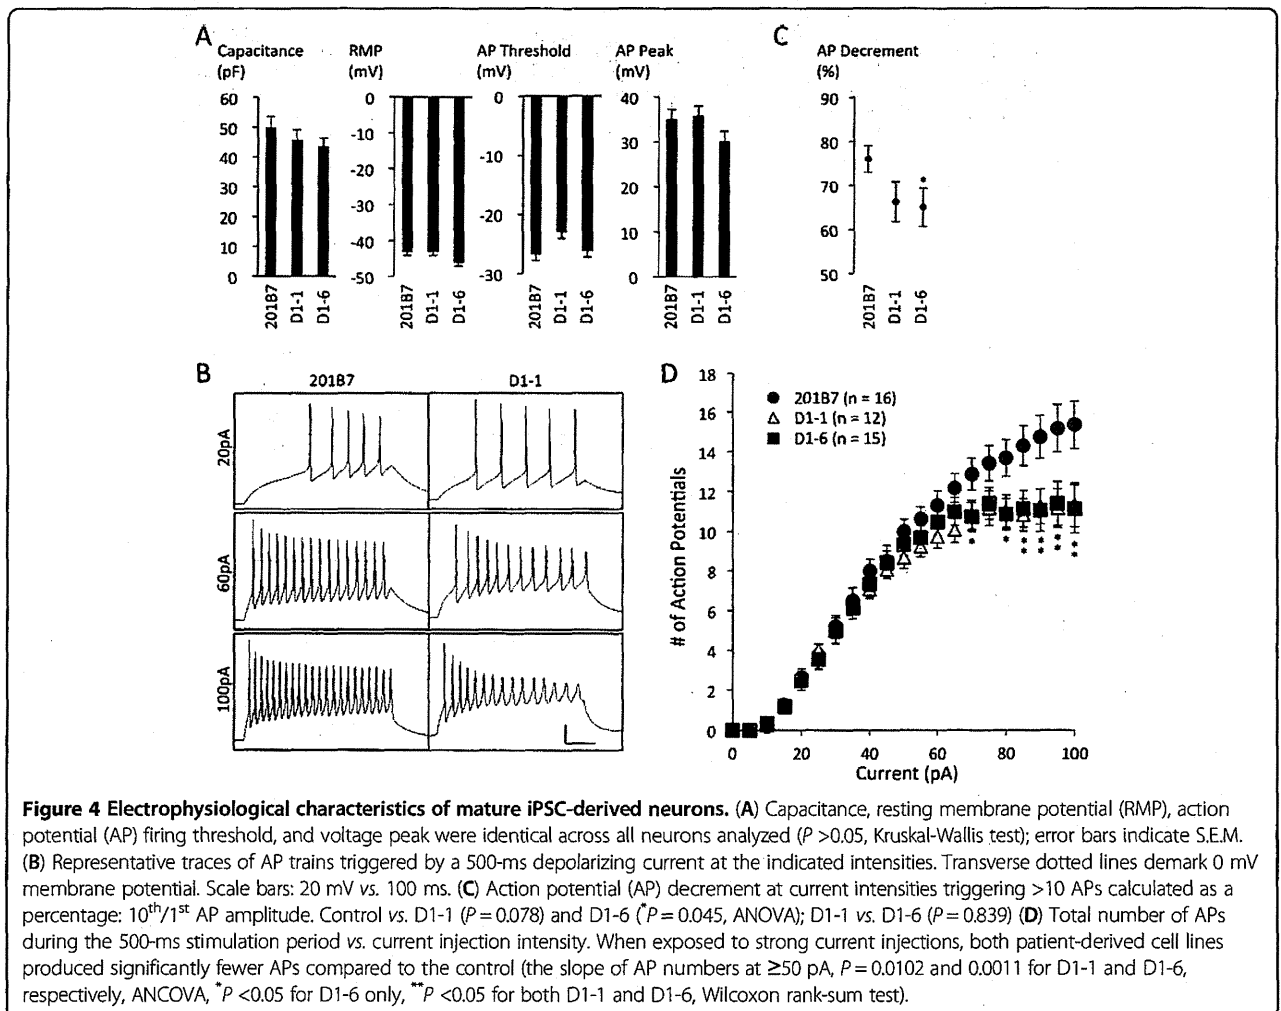 A
Capacitance
(pF)
60
50
40
30
20
10
0
201B7
D1-1
D1-6
RMP
(mV)
0
-10
-20
-30
-40
-50
201B7
D1-1
D1-6
AP Threshold
(mV)
0
-10
-20
-30
201B7
D1-1
D1-6
AP Peak
(mV)
40
30
20
10
0
201B7
D1-1
D1-6
C
AP Decrement
(%)
90
80
70
60
50
*
201B7
D1-1
D1-6
B
201B7
D1-1
20pA
60pA
100pA
D
18
16
14
12
10
8
6
4
2
0
# of Action Potentials
201B7 (n = 16)
D1-1 (n = 12)
D1-6 (n = 15)
* * ** ** ** **
0 20 40 60 80 100
Current (pA)
Figure 4 Electrophysiological characteristics of mature iPSC-derived neurons. (A) Capacitance, resting membrane potential (RMP), action
potential (AP) firing threshold, and voltage peak were identical across all neurons analyzed (P >0.05, Kruskal-Wallis test); error bars indicate S.E.M.
(B) Representative traces of AP trains triggered by a 500-ms depolarizing current at the indicated intensities. Transverse dotted lines demark 0 mV
membrane potential. Scale bars: 20 mV vs. 100 ms. (C) Action potential (AP) decrement at current intensities triggering >10 APs calculated as a
percentage: 10th/1st AP amplitude. Control vs. D1-1 (P = 0.078) and D1-6 (*P = 0.045, ANOVA); D1-1 vs. D1-6 (P = 0.839) (D) Total number of APs
during the 500-ms stimulation period vs. current injection intensity. When exposed to strong current injections, both patient-derived cell lines
produced significantly fewer APs compared to the control (the slope of AP numbers at ≥50 pA, P = 0.0102 and 0.0011 for D1-1 and D1-6,
respectively, ANCOVA, *P <0.05 for D1-6 only, **P <0.05 for both D1-1 and D1-6, Wilcoxon rank-sum test).